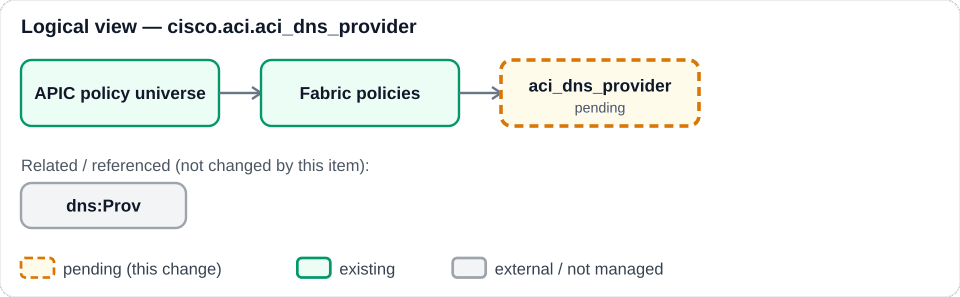 Logical view — cisco.aci.aci_dns_provider
APIC policy universe
Fabric policies
aci_dns_provider
pending
Related / referenced (not changed by this item):
dns:Prov
pending (this change)
existing
external / not managed